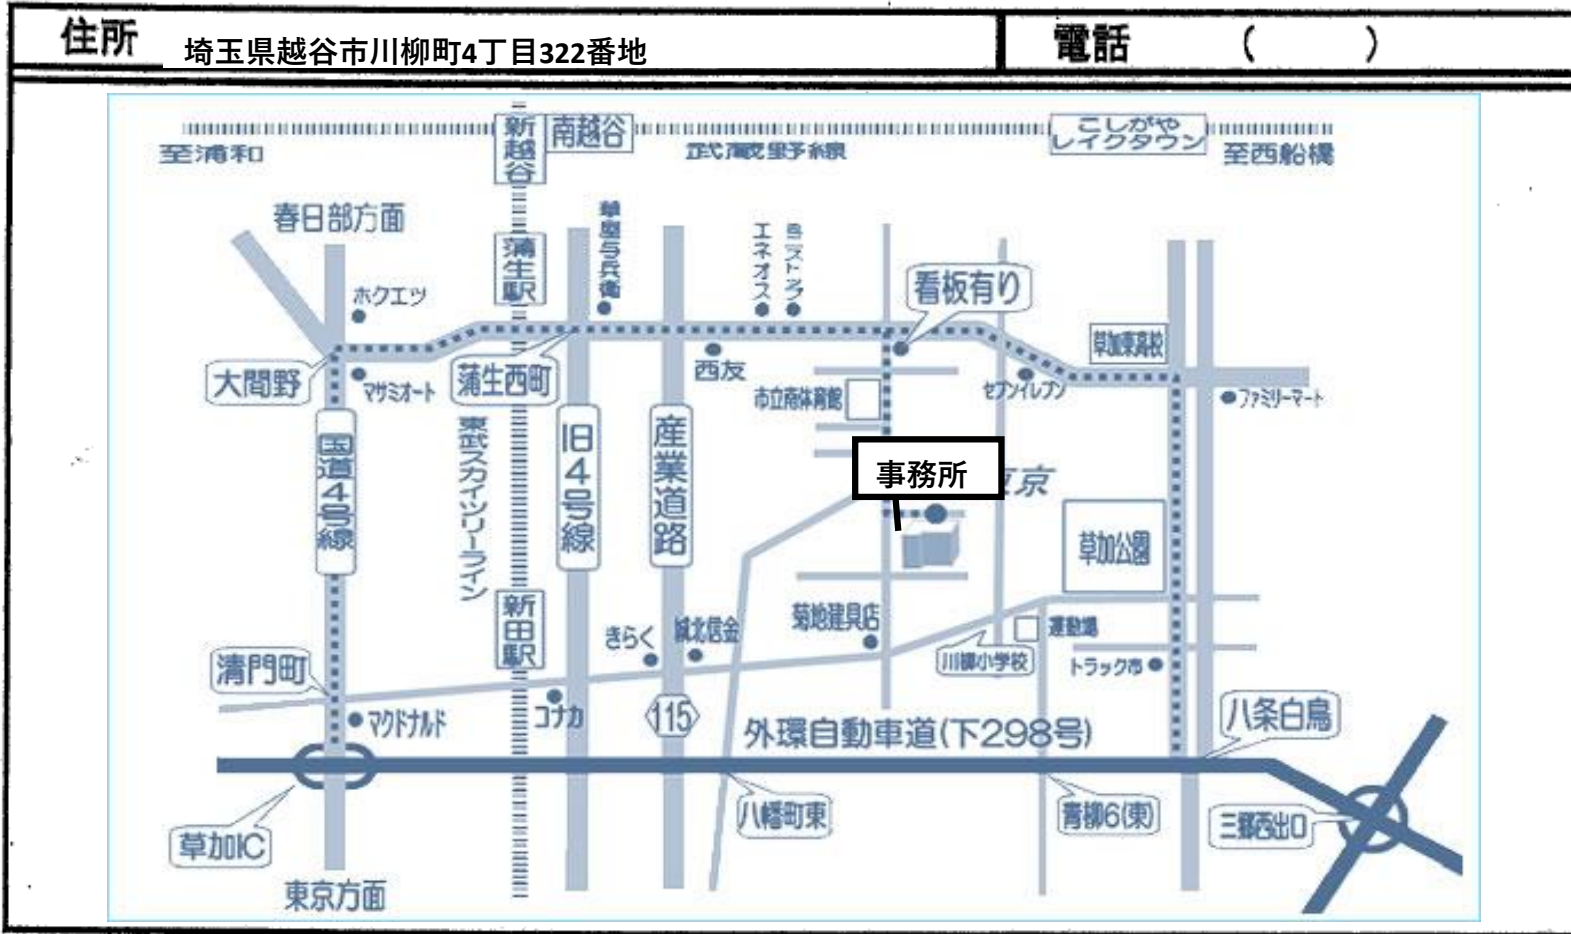 住所
埼玉県越谷市川柳町4丁目322番地
電話 ( )
新越谷
南越谷
こしがや
レイクタウン
至浦和
武蔵野線
至西船橋
春日部方面
蒲生駅
華屋与兵衛
エネオス
ミニストップ
ホクエツ
看板有り
草加東高校
大間野
マサミオート
蒲生西町
西友
市立南体育館
セブンイレブン
ファミリーマート
国道4号線
東武スカイツリーライン
旧4号線
産業道路
事務所
京
草加公園
新田駅
きらく
城北信金
菊地建具店
運動場
川柳小学校
トラック市
清門町
マクドナルド
コナカ
115
外環自動車道(下298号)
八条白鳥
八幡町東
青柳6(東)
三郷西出口
草加IC
東京方面